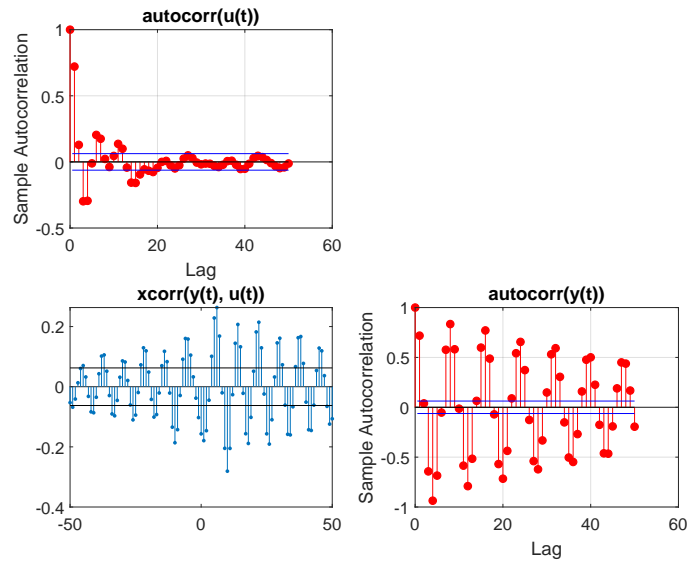 autocorr(u(t))
Sample Autocorrelation
1
0.5
0
-0.5
0 20 40 60
Lag
xcorr(y(t), u(t))
0.2
0
-0.2
-0.4
-50 0 50
autocorr(y(t))
Sample Autocorrelation
1
0.5
0
-0.5
-1
0 20 40 60
Lag